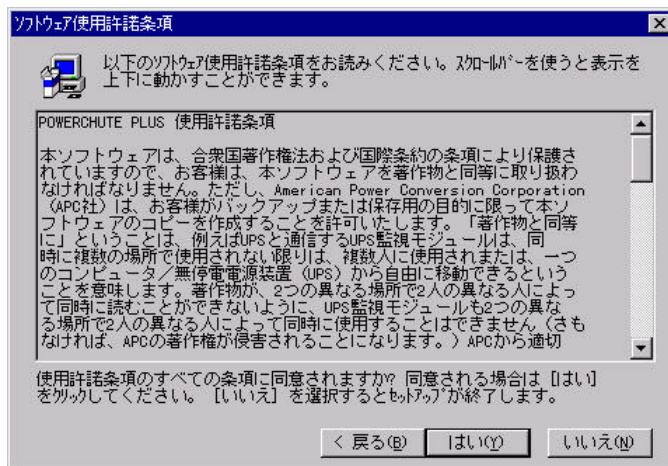 ソフトウェア使用許諾条項
以下のソフトウェア使用許諾条項をお読みください。スクロールバーを使うと表示を
上下に動かすことができます。
POWERCHUTE PLUS 使用許諾条項
本ソフトウェアは、合衆国著作権法および国際条約の条項により保護さ
れていますので、お客様は、本ソフトウェアを著作物と同等に取り扱わ
なければなりません。ただし、American Power Conversion Corporation
(APC社) は、お客様がバックアップまたは保存用の目的に限って本ソ
フトウェアのコピーを作成することを許可いたします。「著作物と同等
に」ということは、例えばUPSと通信するUPS監視モジュールは、同
時に複数の場所で使用されない限りは、複数人に使用されまたは、一つ
のコンピュータ/無停電電源装置 (UPS) から自由に移動できるという
ことを意味します。著作物が、2つの異なる場所で2人の異なる人によっ
て同時に読むことができないように、UPS監視モジュールも2つの異な
る場所で2人の異なる人によって同時に使用することはできません (さも
なければ、APCの著作権が侵害されることになります。) APCから適切
使用許諾条項のすべての条項に同意されますか? 同意される場合は [はい]
をクリックしてください。 [いいえ] を選択するとセットアップが終了します。
< 戻る(B) はい(Y) いいえ(N)